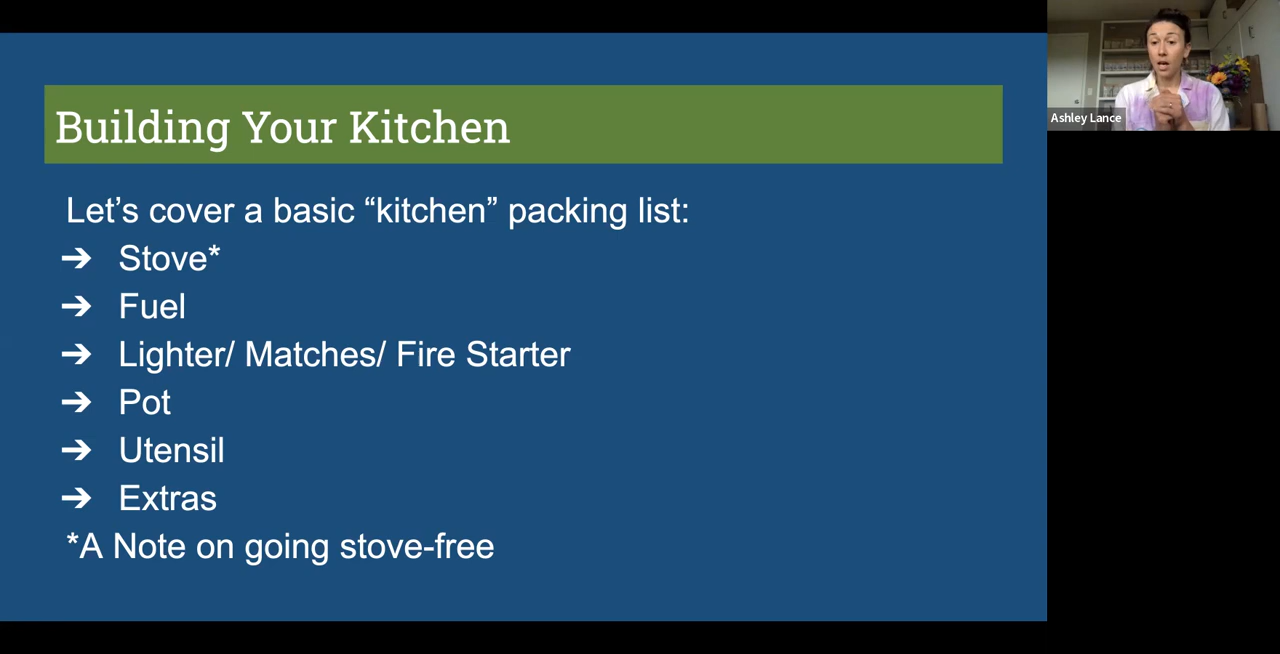 Building Your Kitchen
Let’s cover a basic “kitchen” packing list:
➔ Stove*
➔ Fuel
➔ Lighter/ Matches/ Fire Starter
➔ Pot
➔ Utensil
➔ Extras
*A Note on going stove-free
Ashley Lance